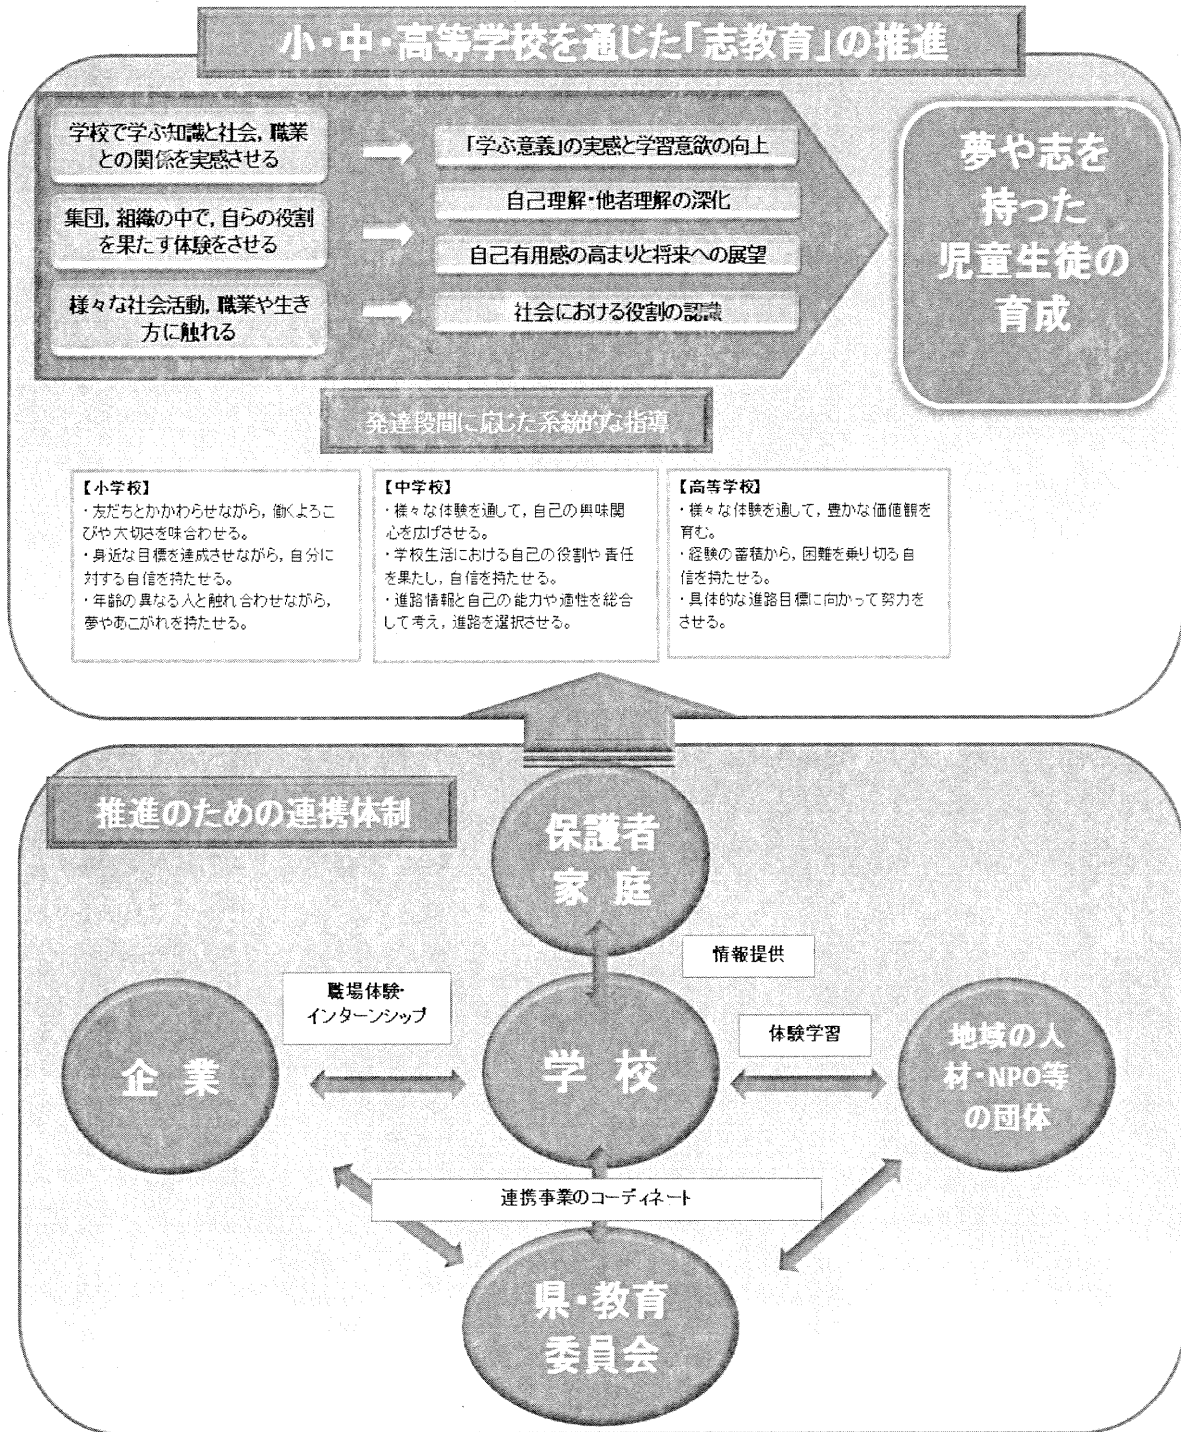 小・中・高等学校を通じた「志教育」の推進
学校で学ぶ知識と社会，職業
との関係を実感させる
集団，組織の中で，自らの役割
を果たす体験をさせる
様々な社会活動，職業や生き
方に触れる
「学ぶ意義」の実感と学習意欲の向上
自己理解・他者理解の深化
自己有用感の高まりと将来への展望
社会における役割の認識
夢や志を
持った
児童生徒の
育成
発達段間に応じた系統的な指導
【小学校】
・友だちとかかわらせながら，働くよろこ
びや大切さを味合わせる。
・身近な目標を達成させながら，自分に
対する自信を持たせる。
・年齢の異なる人と触れ合わせながら，
夢やあこがれを持たせる。
【中学校】
・様々な体験を通して，自己の興味関
心を広げさせる。
・学校生活における自己の役割や責任
を果たし，自信を持たせる。
・進路情報と自己の能力や適性を総合
して考え，進路を選択させる。
【高等学校】
・様々な体験を通して，豊かな価値観を
育む。
・経験の蓄積から，困難を乗り切る自
信を持たせる。
・具体的な進路目標に向かって努力を
させる。
推進のための連携体制
保護者
家 庭
情報提供
職場体験・
インターンシップ
体験学習
企 業
学 校
地域の人
材・NPO等
の団体
連携事業のコーディネート
県・教育
委員会